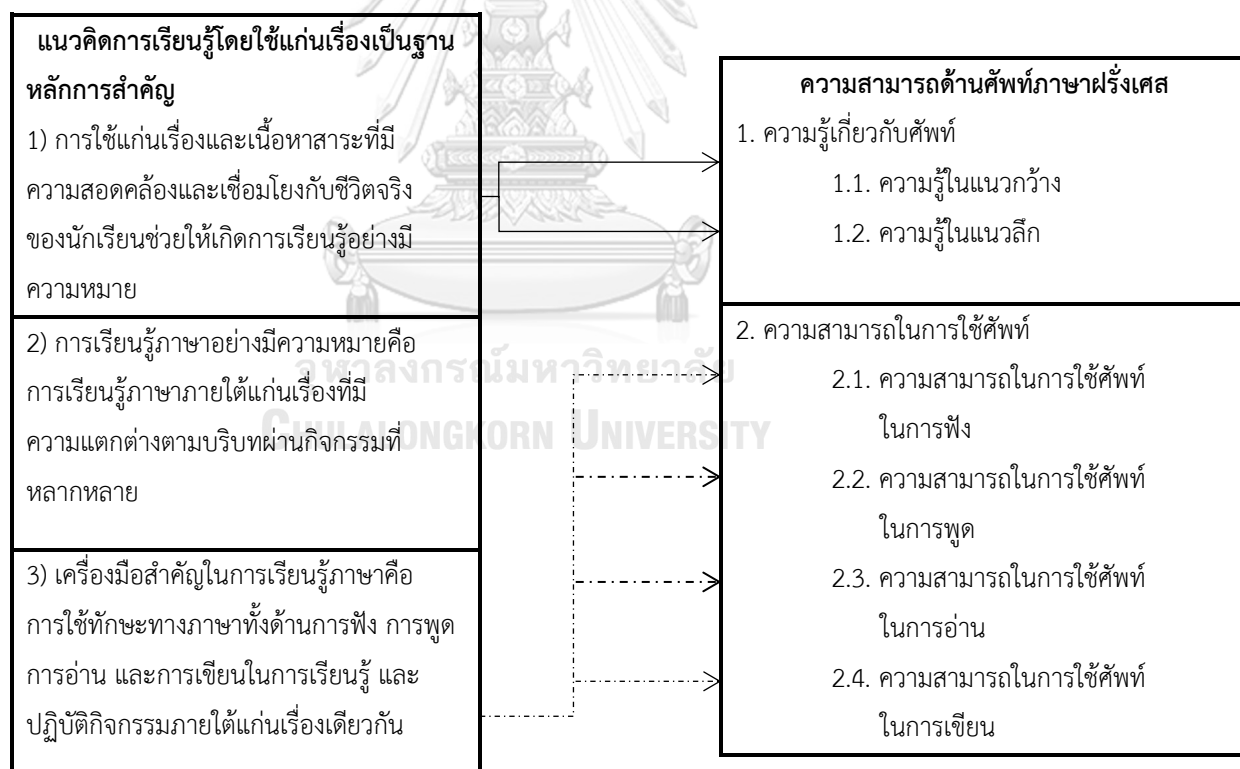 แนวคิดการเรียนรู้โดยใช้แก่นเรื่องเป็นฐาน
หลักการสำคัญ
1) การใช้แก่นเรื่องและเนื้อหาสาระที่มี
ความสอดคล้องและเชื่อมโยงกับชีวิตจริง
ของนักเรียนช่วยให้เกิดการเรียนรู้อย่างมี
ความหมาย
2) การเรียนรู้ภาษาอย่างมีความหมายคือ
การเรียนรู้ภาษาภายใต้แก่นเรื่องที่มี
ความแตกต่างตามบริบทผ่านกิจกรรมที่
หลากหลาย
3) เครื่องมือสำคัญในการเรียนรู้ภาษาคือ
การใช้ทักษะทางภาษาทั้งด้านการฟัง การพูด
การอ่าน และการเขียนในการเรียนรู้ และ
ปฏิบัติกิจกรรมภายใต้แก่นเรื่องเดียวกัน
ความสามารถด้านศัพท์ภาษาฝรั่งเศส
1. ความรู้เกี่ยวกับศัพท์
1.1. ความรู้ในแนวกว้าง
1.2. ความรู้ในแนวลึก
2. ความสามารถในการใช้ศัพท์
2.1. ความสามารถในการใช้ศัพท์
ในการฟัง
2.2. ความสามารถในการใช้ศัพท์
ในการพูด
2.3. ความสามารถในการใช้ศัพท์
ในการอ่าน
2.4. ความสามารถในการใช้ศัพท์
ในการเขียน
จุฬาลงกรณ์มหาวิทยาลัย
CHULALONGKORN UNIVERSITY